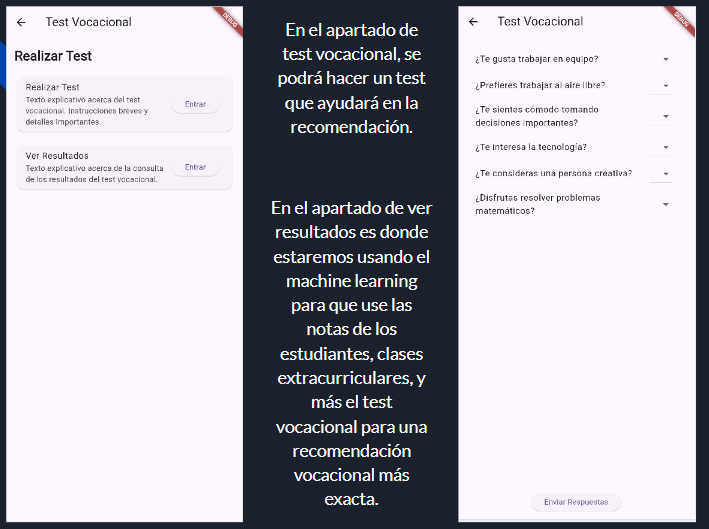 Test Vocacional
DEBUG
Realizar Test
Realizar Test
Texto explicativo acerca del test
vocacional. Instrucciones breves y
detalles importantes.
Entrar
Ver Resultados
Texto explicativo acerca de la consulta
de los resultados del test vocacional.
Entrar
En el apartado de
test vocacional, se
podrá hacer un test
que ayudará en la
recomendación.
En el apartado de ver
resultados es donde
estaremos usando el
machine learning
para que use las
notas de los
estudiantes, clases
extracurriculares, y
más el test
vocacional para una
recomendación
vocacional más
exacta.
Test Vocacional
DEBUG
¿Te gusta trabajar en equipo?
¿Prefieres trabajar al aire libre?
¿Te sientes cómodo tomando
decisiones importantes?
¿Te interesa la tecnología?
¿Te consideras una persona creativa?
¿Disfrutas resolver problemas
matemáticos?
Enviar Respuestas